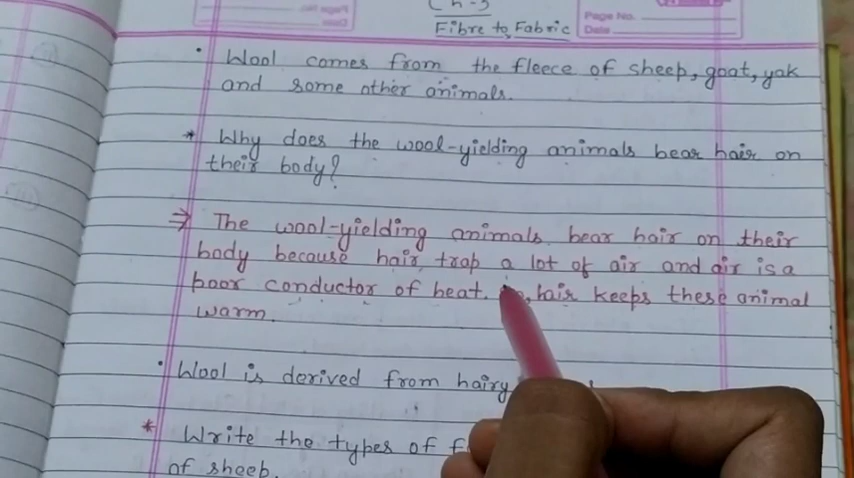 Ch-3
Fibre to Fabric
Page No.
Date
• Wool comes from the fleece of sheep, goat, yak
and some other animals.
* Why does the wool-yielding animals bear hair on
their body?
⇒ The wool-yielding animals bear hair on their
body because hair trap a lot of air and air is a
poor conductor of heat. hair keeps these animal
warm.
• Wool is derived from hairy
* Write the types of
of sheep.